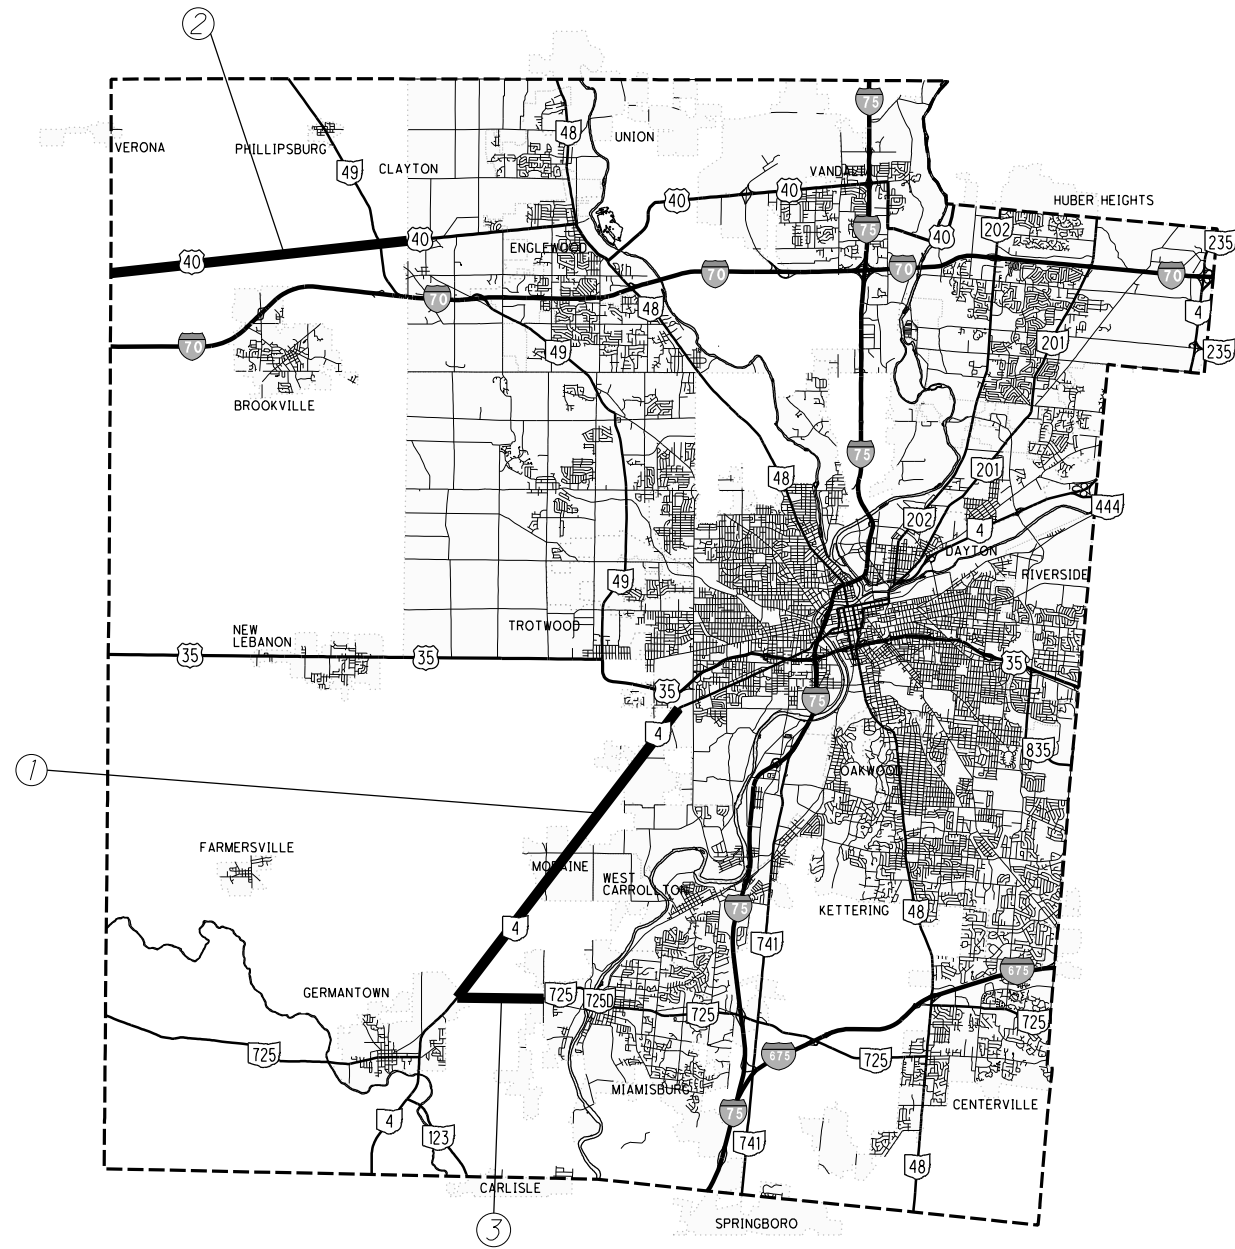 2
75
48
UNION
VERONA
PHILLIPSBURG
CLAYTON
49
VANDALIA
40
40
HUBER HEIGHTS
40
202
40
235
75
40
ENGLEWOOD
40
70
70
70
70
4
48
201
235
70
49
BROOKVILLE
75
48
201
202
4
444
DAYTON
RIVERSIDE
49
TROTWOOD
NEW
LEBANON
35
35
35
35
75
4
835
1
OAKWOOD
FARMERSVILLE
MORAINE
WEST
CARROLLTON
75
KETTERING
48
4
741
675
GERMANTOWN
725
725D
725
725
725
675
725
MIAMISBURG
CENTERVILLE
75
4
123
741
48
CARLISLE
3
SPRINGBORO